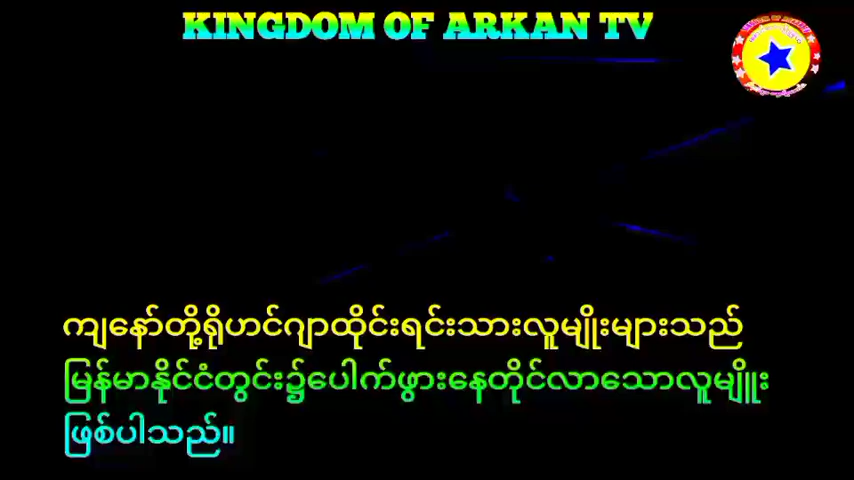 KINGDOM OF ARKAN TV
ကျနော်တို့ရိုဟင်ဂျာထိုင်းရင်းသားလူမျိုးများသည်
မြန်မာနိုင်ငံတွင်း၌ပေါက်ဖွားနေတိုင်လာသောလူမျိူး
ဖြစ်ပါသည်။